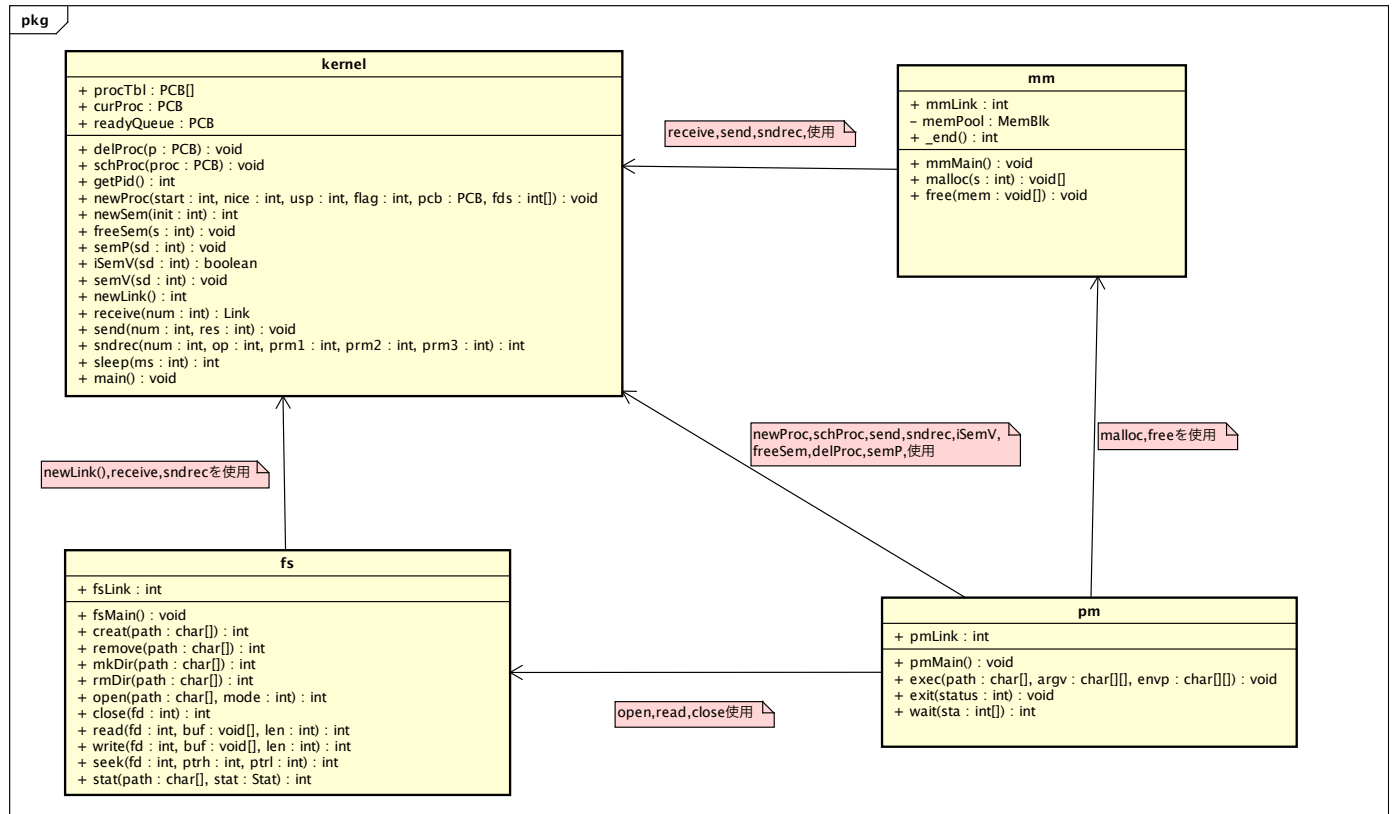 pkg
kernel
+ procTbl : PCB[]
+ curProc : PCB
+ readyQueue : PCB
+ delProc(p : PCB) : void
+ schProc(proc : PCB) : void
+ getPid() : int
+ newProc(start : int, nice : int, usp : int, flag : int, pcb : PCB, fds : int[]) : void
+ newSem(init : int) : int
+ freeSem(s : int) : void
+ semP(sd : int) : void
+ iSemV(sd : int) : boolean
+ semV(sd : int) : void
+ newLink() : int
+ receive(num : int) : Link
+ send(num : int, res : int) : void
+ sndrec(num : int, op : int, prm1 : int, prm2 : int, prm3 : int) : int
+ sleep(ms : int) : int
+ main() : void
receive,send,sndrec,使用
mm
+ mmLink : int
− memPool : MemBlk
+ _end() : int
+ mmMain() : void
+ malloc(s : int) : void[]
+ free(mem : void[]) : void
newLink(),receive,sndrecを使用
newProc,schProc,send,sndrec,iSemV,
freeSem,delProc,semP,使用
malloc,freeを使用
fs
+ fsLink : int
+ fsMain() : void
+ creat(path : char[]) : int
+ remove(path : char[]) : int
+ mkDir(path : char[]) : int
+ rmDir(path : char[]) : int
+ open(path : char[], mode : int) : int
+ close(fd : int) : int
+ read(fd : int, buf : void[], len : int) : int
+ write(fd : int, buf : void[], len : int) : int
+ seek(fd : int, ptrh : int, ptrl : int) : int
+ stat(path : char[], stat : Stat) : int
open,read,close使用
pm
+ pmLink : int
+ pmMain() : void
+ exec(path : char[], argv : char[][], envp : char[][]) : void
+ exit(status : int) : void
+ wait(sta : int[]) : int